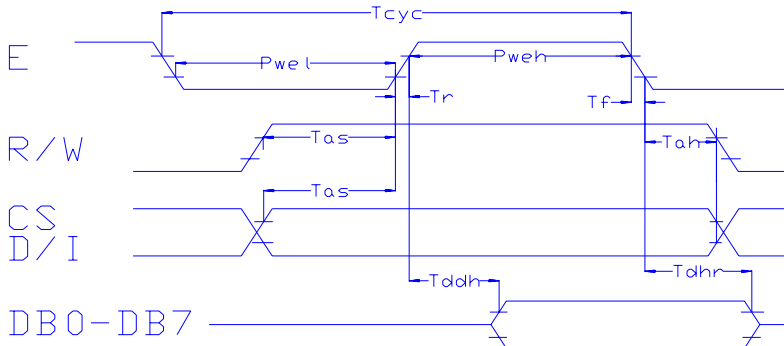 Tcyc
E
Pwel
Pweh
Tr
Tf
R/W
Tas
Tah
Tas
CS
D/I
Tddh
Tdhr
DB0-DB7